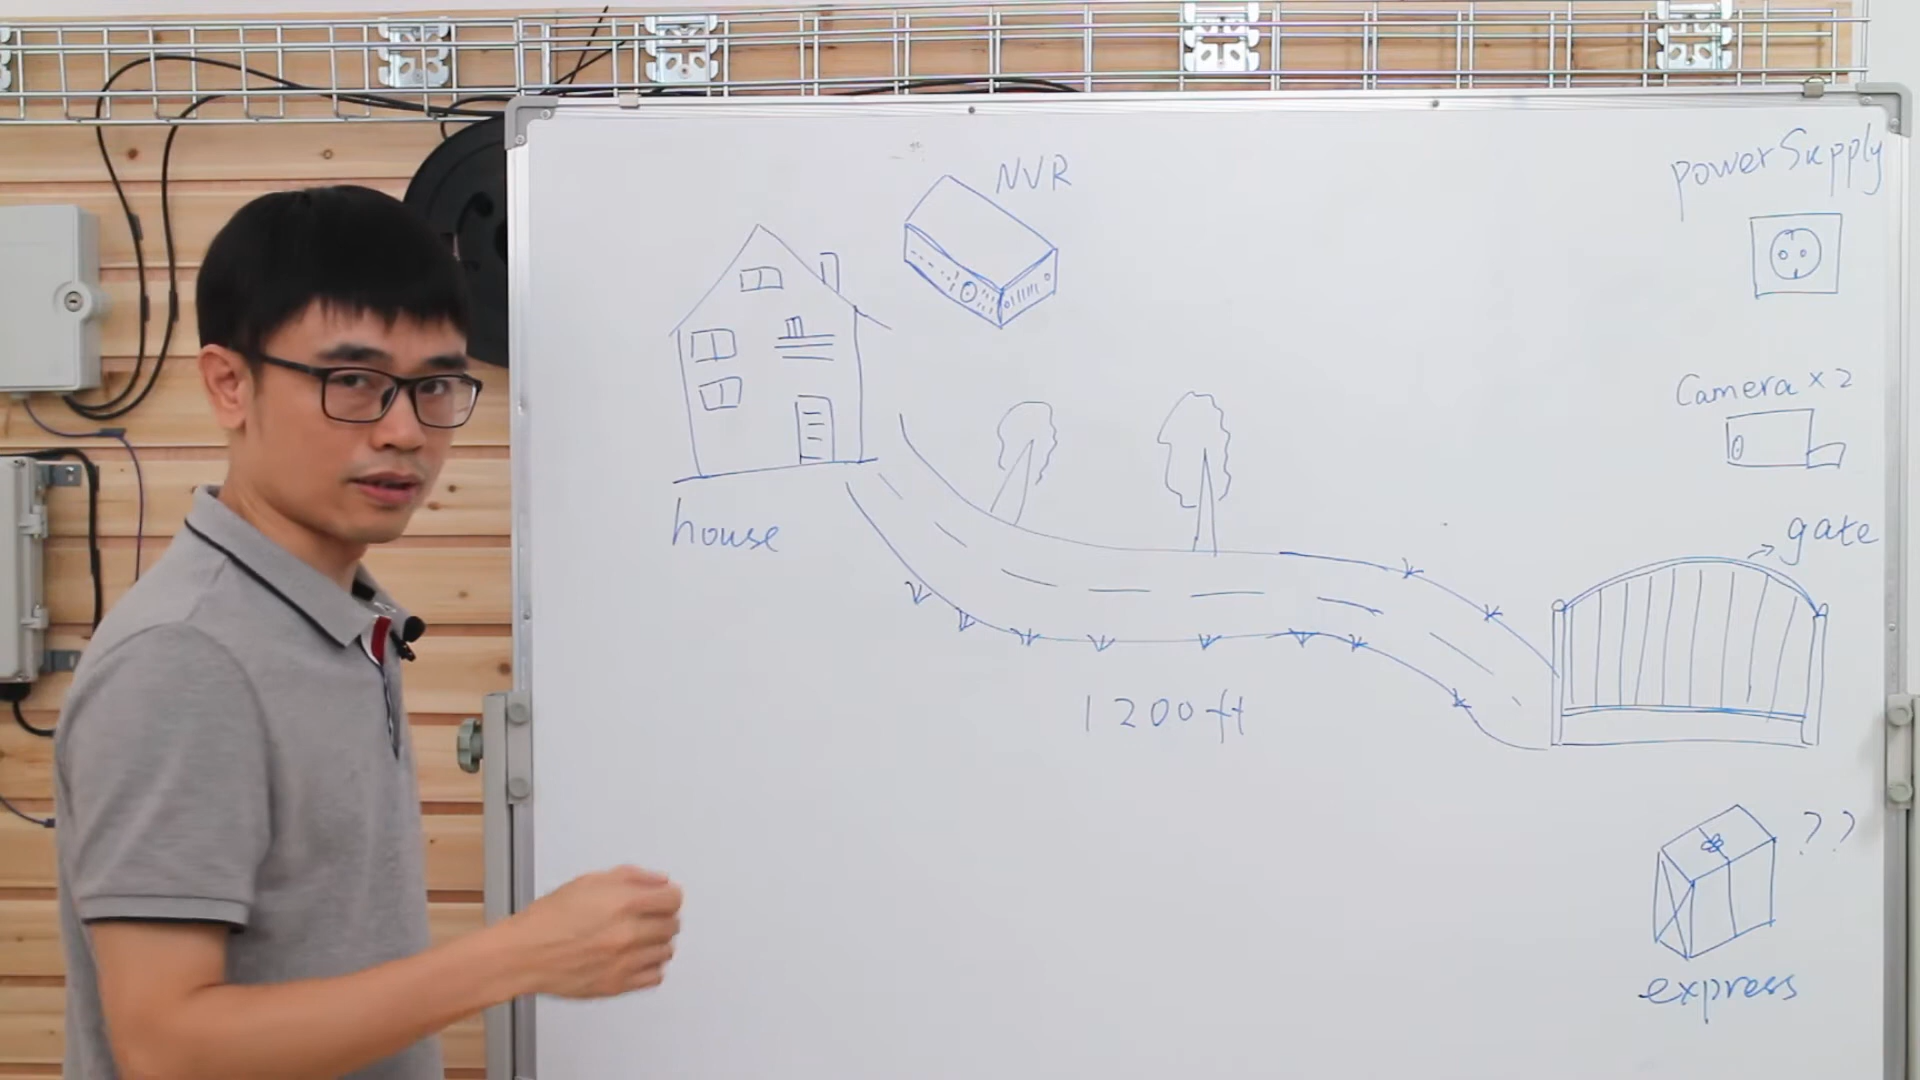 NVR
power Supply
Camera × 2
house
→ gate
1200ft
??
express